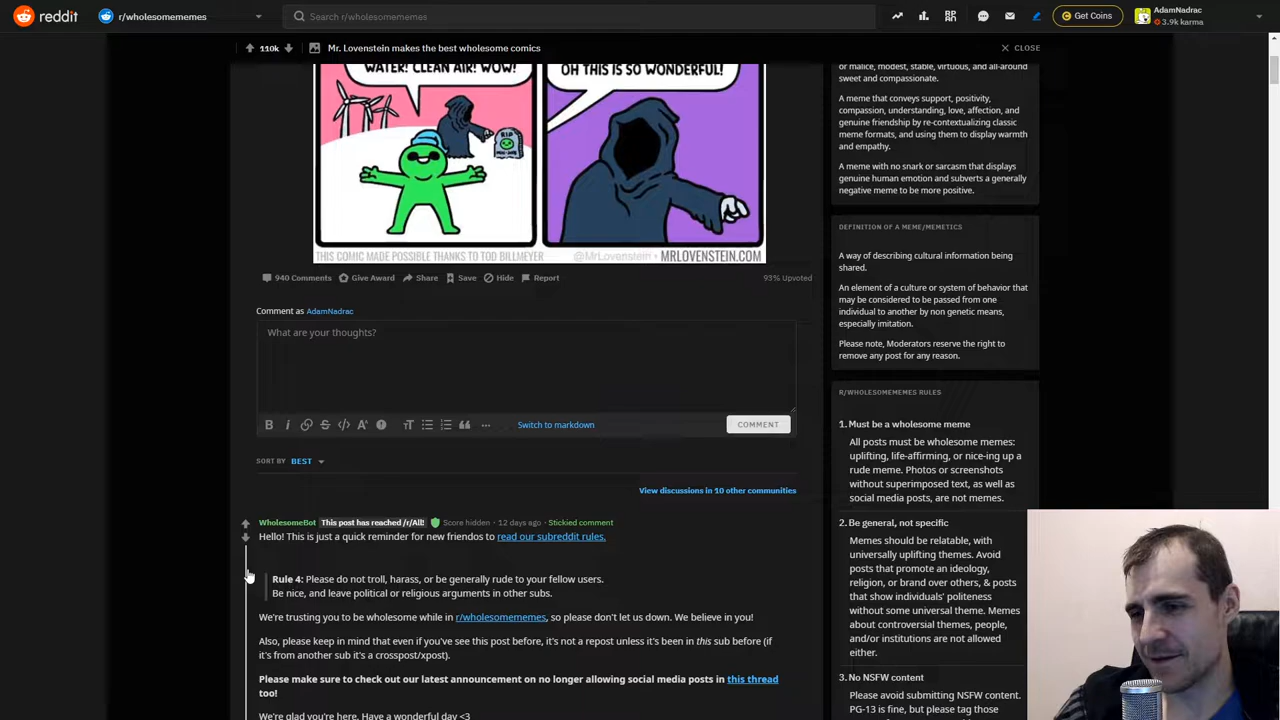 reddit r/wholesomememes Search r/wholesomememes Get Coins AdamNadrac
3.9k karma
110k Mr. Lovenstein makes the best wholesome comics CLOSE
WATER! CLEAN AIR! WOW!
OH THIS IS SO WONDERFUL!
RIP
THIS COMIC MADE POSSIBLE THANKS TO TOD BILLMEYER @MrLovenstein • MRLOVENSTEIN.COM
940 Comments Give Award Share Save Hide Report 93% Upvoted
Comment as AdamNadrac
What are your thoughts?
B i Switch to markdown COMMENT
SORT BY BEST
View discussions in 10 other communities
WholesomeBot This post has reached /r/All! Score hidden · 12 days ago · Stickied comment
Hello! This is just a quick reminder for new friendos to read our subreddit rules.
Rule 4: Please do not troll, harass, or be generally rude to your fellow users.
Be nice, and leave political or religious arguments in other subs.
We're trusting you to be wholesome while in r/wholesomememes, so please don't let us down. We believe in you!
Also, please keep in mind that even if you've see this post before, it's not a repost unless it's been in this sub before (if
it's from another sub it's a crosspost/xpost).
Please make sure to check out our latest announcement on no longer allowing social media posts in this thread
too!
We're glad you're here. Have a wonderful day <3
or malice, modest, stable, virtuous, and all-around
sweet and compassionate.
A meme that conveys support, positivity,
compassion, understanding, love, affection, and
genuine friendship by re-contextualizing classic
meme formats, and using them to display warmth
and empathy.
A meme with no snark or sarcasm that displays
genuine human emotion and subverts a generally
negative meme to be more positive.
DEFINITION OF A MEME/MEMETICS
A way of describing cultural information being
shared.
An element of a culture or system of behavior that
may be considered to be passed from one
individual to another by non genetic means,
especially imitation.
Please note, Moderators reserve the right to
remove any post for any reason.
R/WHOLESOMEMEMES RULES
1. Must be a wholesome meme
All posts must be wholesome memes:
uplifting, life-affirming, or nice-ing up a
rude meme. Photos or screenshots
without superimposed text, as well as
social media posts, are not memes.
2. Be general, not specific
Memes should be relatable, with
universally uplifting themes. Avoid
posts that promote an ideology,
religion, or brand over others, & posts
that show individuals' politeness
without some universal theme. Memes
about controversial themes, people,
and/or institutions are not allowed
either.
3. No NSFW content
Please avoid submitting NSFW content.
PG-13 is fine, but please tag those